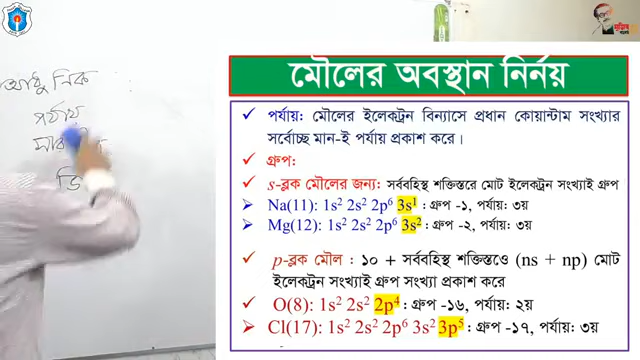 আধুনিক
পর্যায়
মৌলের অবস্থান নির্নয়
পর্যায়: মৌলের ইলেকট্রন বিন্যাসে প্রধান কোয়ান্টাম সংখ্যার
সর্বোচ্চ মান-ই পর্যায় প্রকাশ করে।
গ্রুপ:
s-ব্লক মৌলের জন্য: সর্ববহিস্থ শক্তিস্তরে মোট ইলেকট্রন সংখ্যাই গ্রুপ
Na(11): 1s² 2s² 2p⁶ 3s¹ : গ্রুপ -১, পর্যায়: ৩য়
Mg(12): 1s² 2s² 2p⁶ 3s² : গ্রুপ -২, পর্যায়: ৩য়
p-ব্লক মৌল : ১০ + সর্ববহিস্থ শক্তিস্তওে (ns + np) মোট
ইলেকট্রন সংখ্যাই গ্রুপ সংখ্যা প্রকাশ করে
O(8): 1s² 2s² 2p⁴ : গ্রুপ -১৬, পর্যায়: ২য়
Cl(17): 1s² 2s² 2p⁶ 3s² 3p⁵ : গ্রুপ -১৭, পর্যায়: ৩য়